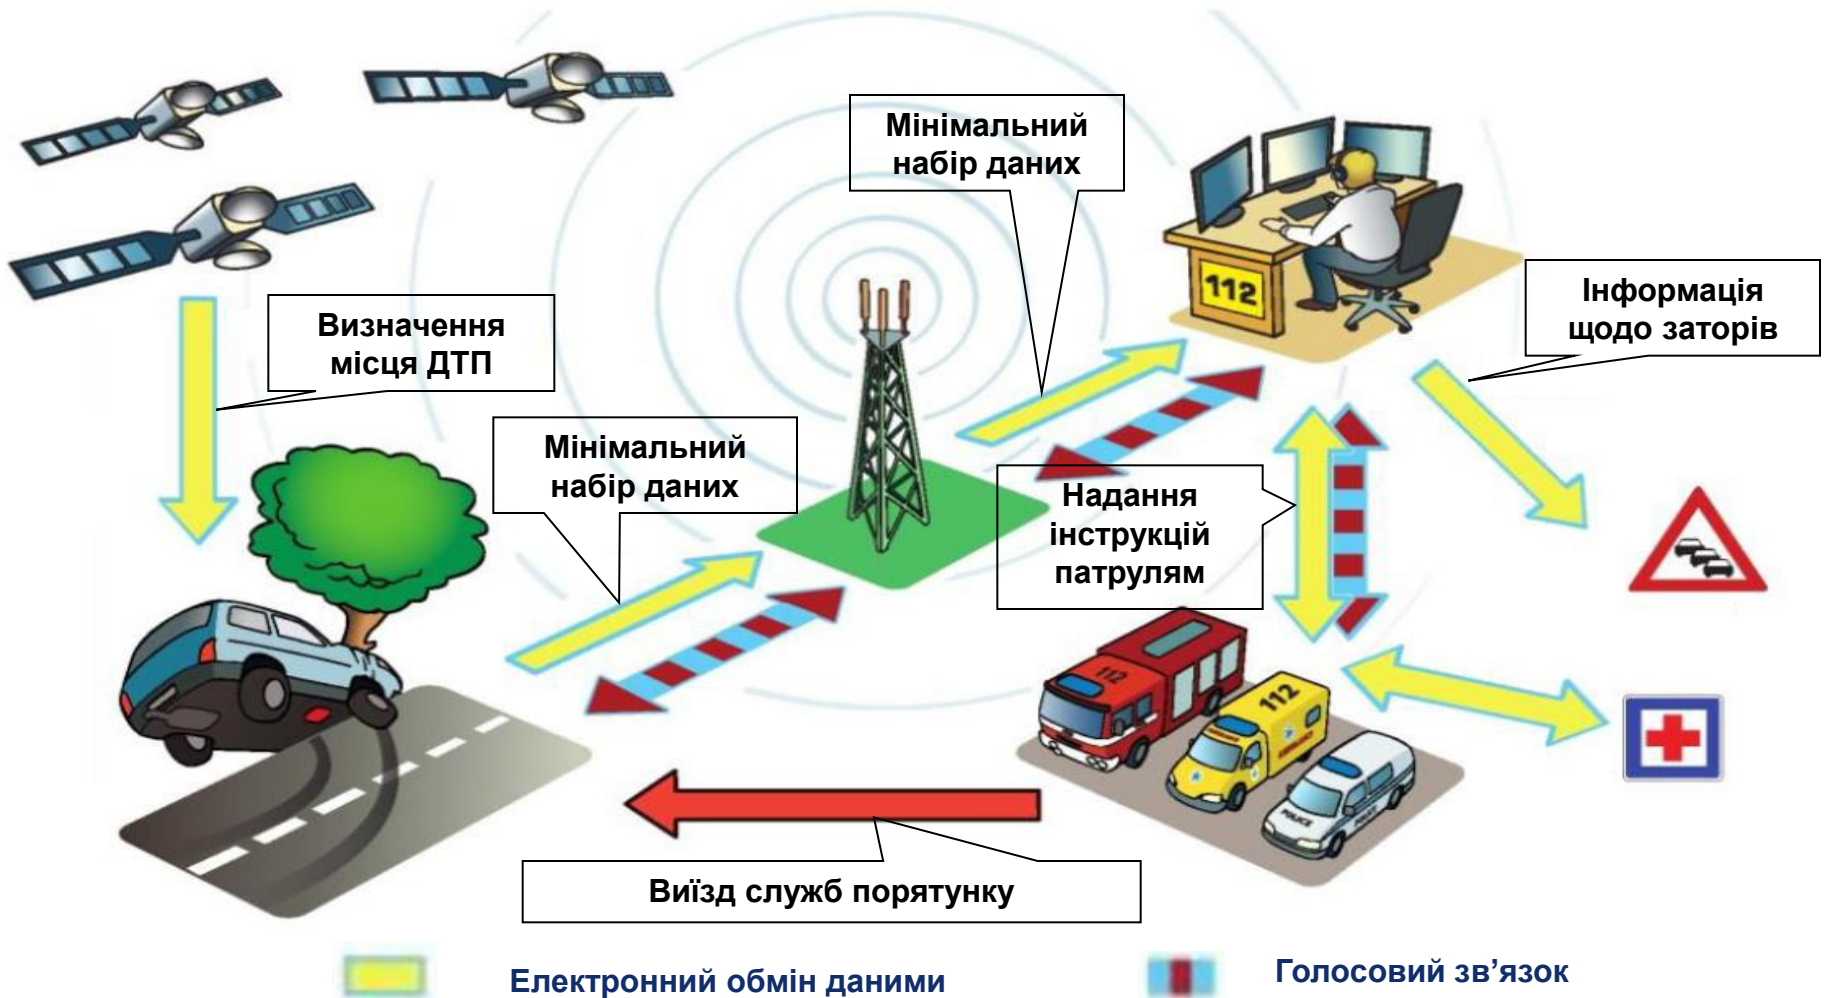 Мінімальний
набір даних
112
Інформація
щодо заторів
Визначення
місця ДТП
Мінімальний
набір даних
Надання
інструкцій
патрулям
112
112
POLICE
Виїзд служб порятунку
Електронний обмін даними
Голосовий зв’язок